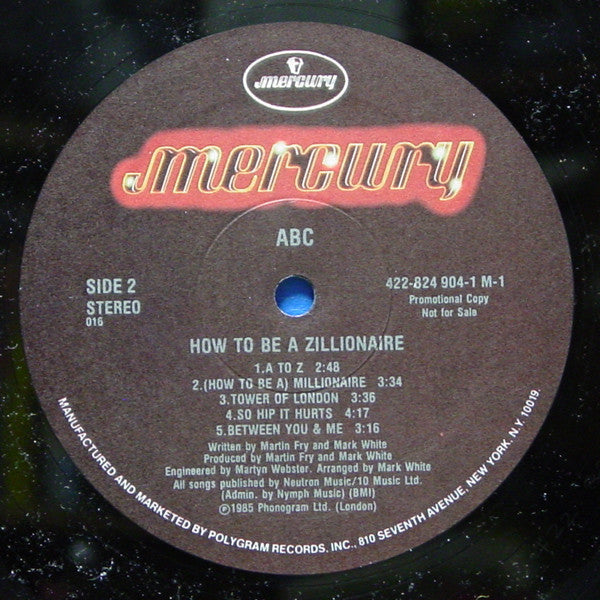 mercury
mercury
ABC
SIDE 2
STEREO
016
422-824 904-1 M-1
Promotional Copy
Not for Sale
HOW TO BE A ZILLIONAIRE
1.A TO Z 2:48
2.(HOW TO BE A) MILLIONAIRE 3:34
3.TOWER OF LONDON 3:36
4.SO HIP IT HURTS 4:17
5.BETWEEN YOU & ME 3:16
Written by Martin Fry and Mark White
Produced by Martin Fry and Mark White
Engineered by Martyn Webster. Arranged by Mark White
All songs published by Neutron Music/10 Music Ltd.
(Admin. by Nymph Music) (BMI)
℗1985 Phonogram Ltd. (London)
MANUFACTURED AND MARKETED BY POLYGRAM RECORDS, INC., 810 SEVENTH AVENUE, NEW YORK, N.Y. 10019